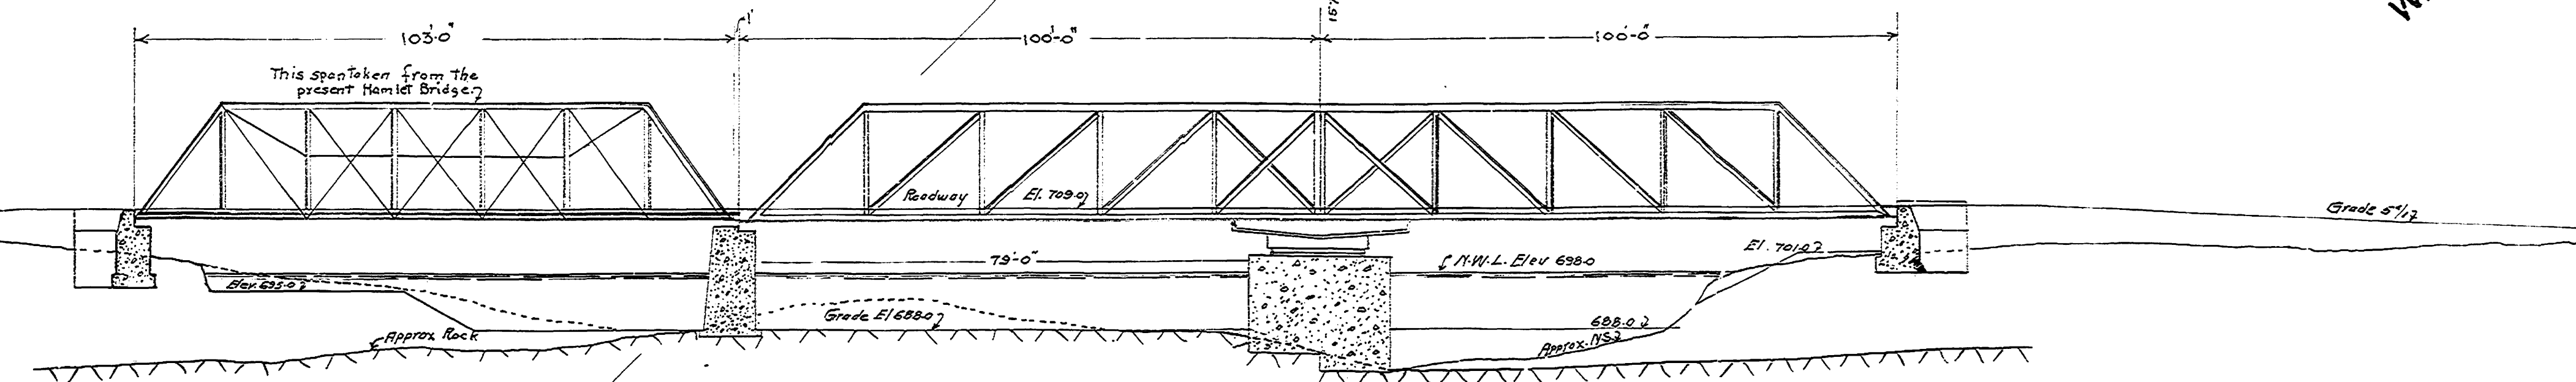 103'-0"
1'
100'-0"
100'-0"
This span taken from the
present Hamlet Bridge.
Roadway
El. 709.0
Grade 5%
79'-0"
N.W.L. Elev 698.0
El. 701.0
Elev. 695.0
Grade El 688.0
688.0
Approx Rock
Approx. N.S.